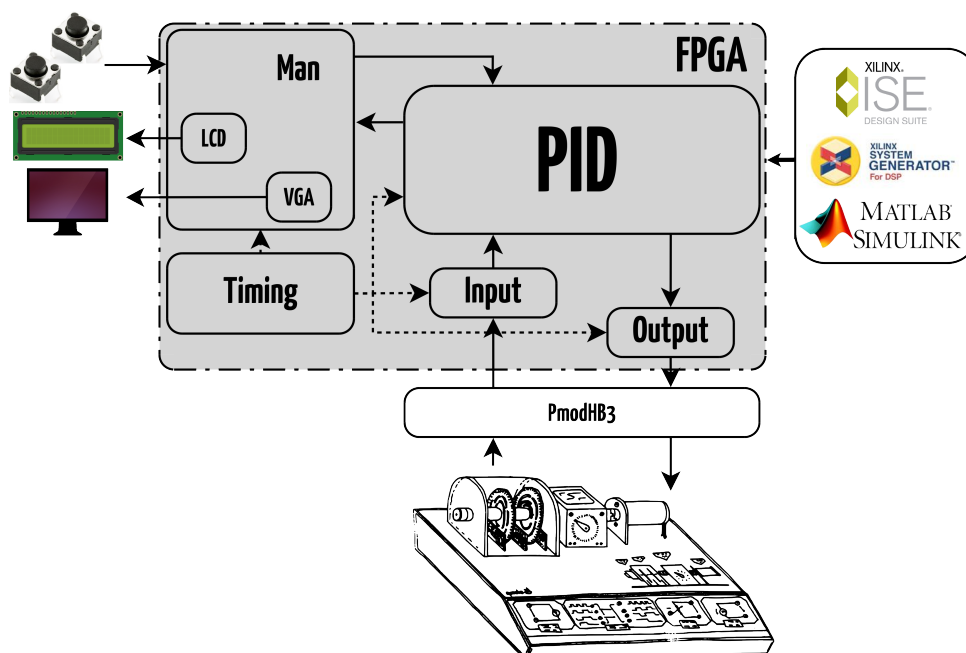 Man
FPGA
XILINX®
ISE®
DESIGN SUITE
LCD
PID
XILINX
SYSTEM
GENERATOR™
For DSP
VGA
MATLAB®
SIMULINK®
Timing
Input
Output
PmodHB3